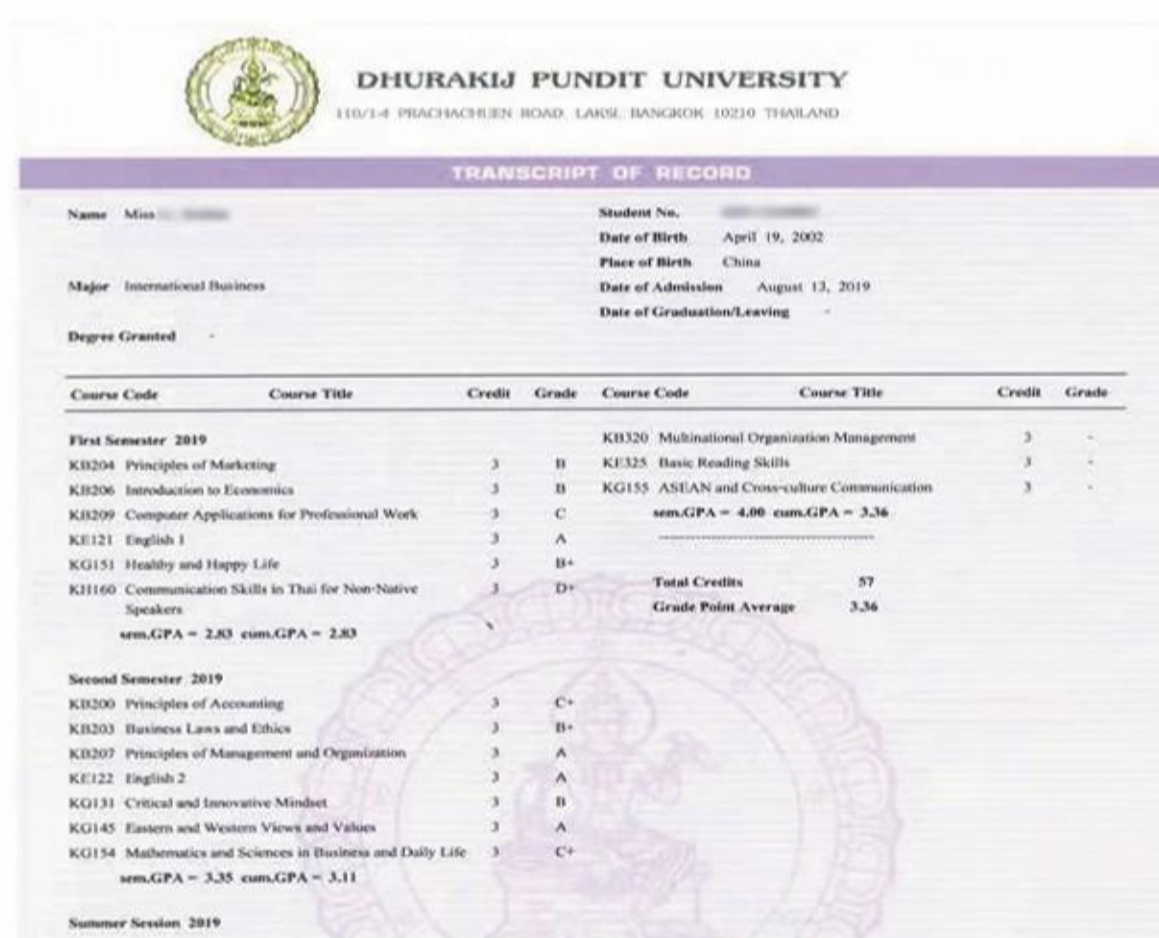 DHURAKIJ PUNDIT UNIVERSITY
110/1-4 PRACHACHUEN ROAD, LAKSI, BANGKOK 10210 THAILAND
TRANSCRIPT OF RECORD
Name Miss
Student No.
Date of Birth April 19, 2002
Place of Birth China
Major International Business
Date of Admission August 13, 2019
Date of Graduation/Leaving -
Degree Granted -
Course Code Course Title Credit Grade Course Code Course Title Credit Grade
First Semester 2019
KB204 Principles of Marketing 3 B
KB206 Introduction to Economics 3 B
KB209 Computer Applications for Professional Work 3 C
KE121 English 1 3 A
KG151 Healthy and Happy Life 3 B+
KH160 Communication Skills in Thai for Non-Native 3 D+
Speakers
sem.GPA = 2.83 cum.GPA = 2.83
Second Semester 2019
KB200 Principles of Accounting 3 C+
KB203 Business Laws and Ethics 3 B+
KB207 Principles of Management and Organization 3 A
KE122 English 2 3 A
KG131 Critical and Innovative Mindset 3 B
KG145 Eastern and Western Views and Values 3 A
KG154 Mathematics and Sciences in Business and Daily Life 3 C+
sem.GPA = 3.35 cum.GPA = 3.11
Summer Session 2019
KB320 Multinational Organization Management 3 -
KE325 Basic Reading Skills 3 -
KG155 ASEAN and Cross-culture Communication 3 -
sem.GPA = 4.00 cum.GPA = 3.36
Total Credits 57
Grade Point Average 3.36